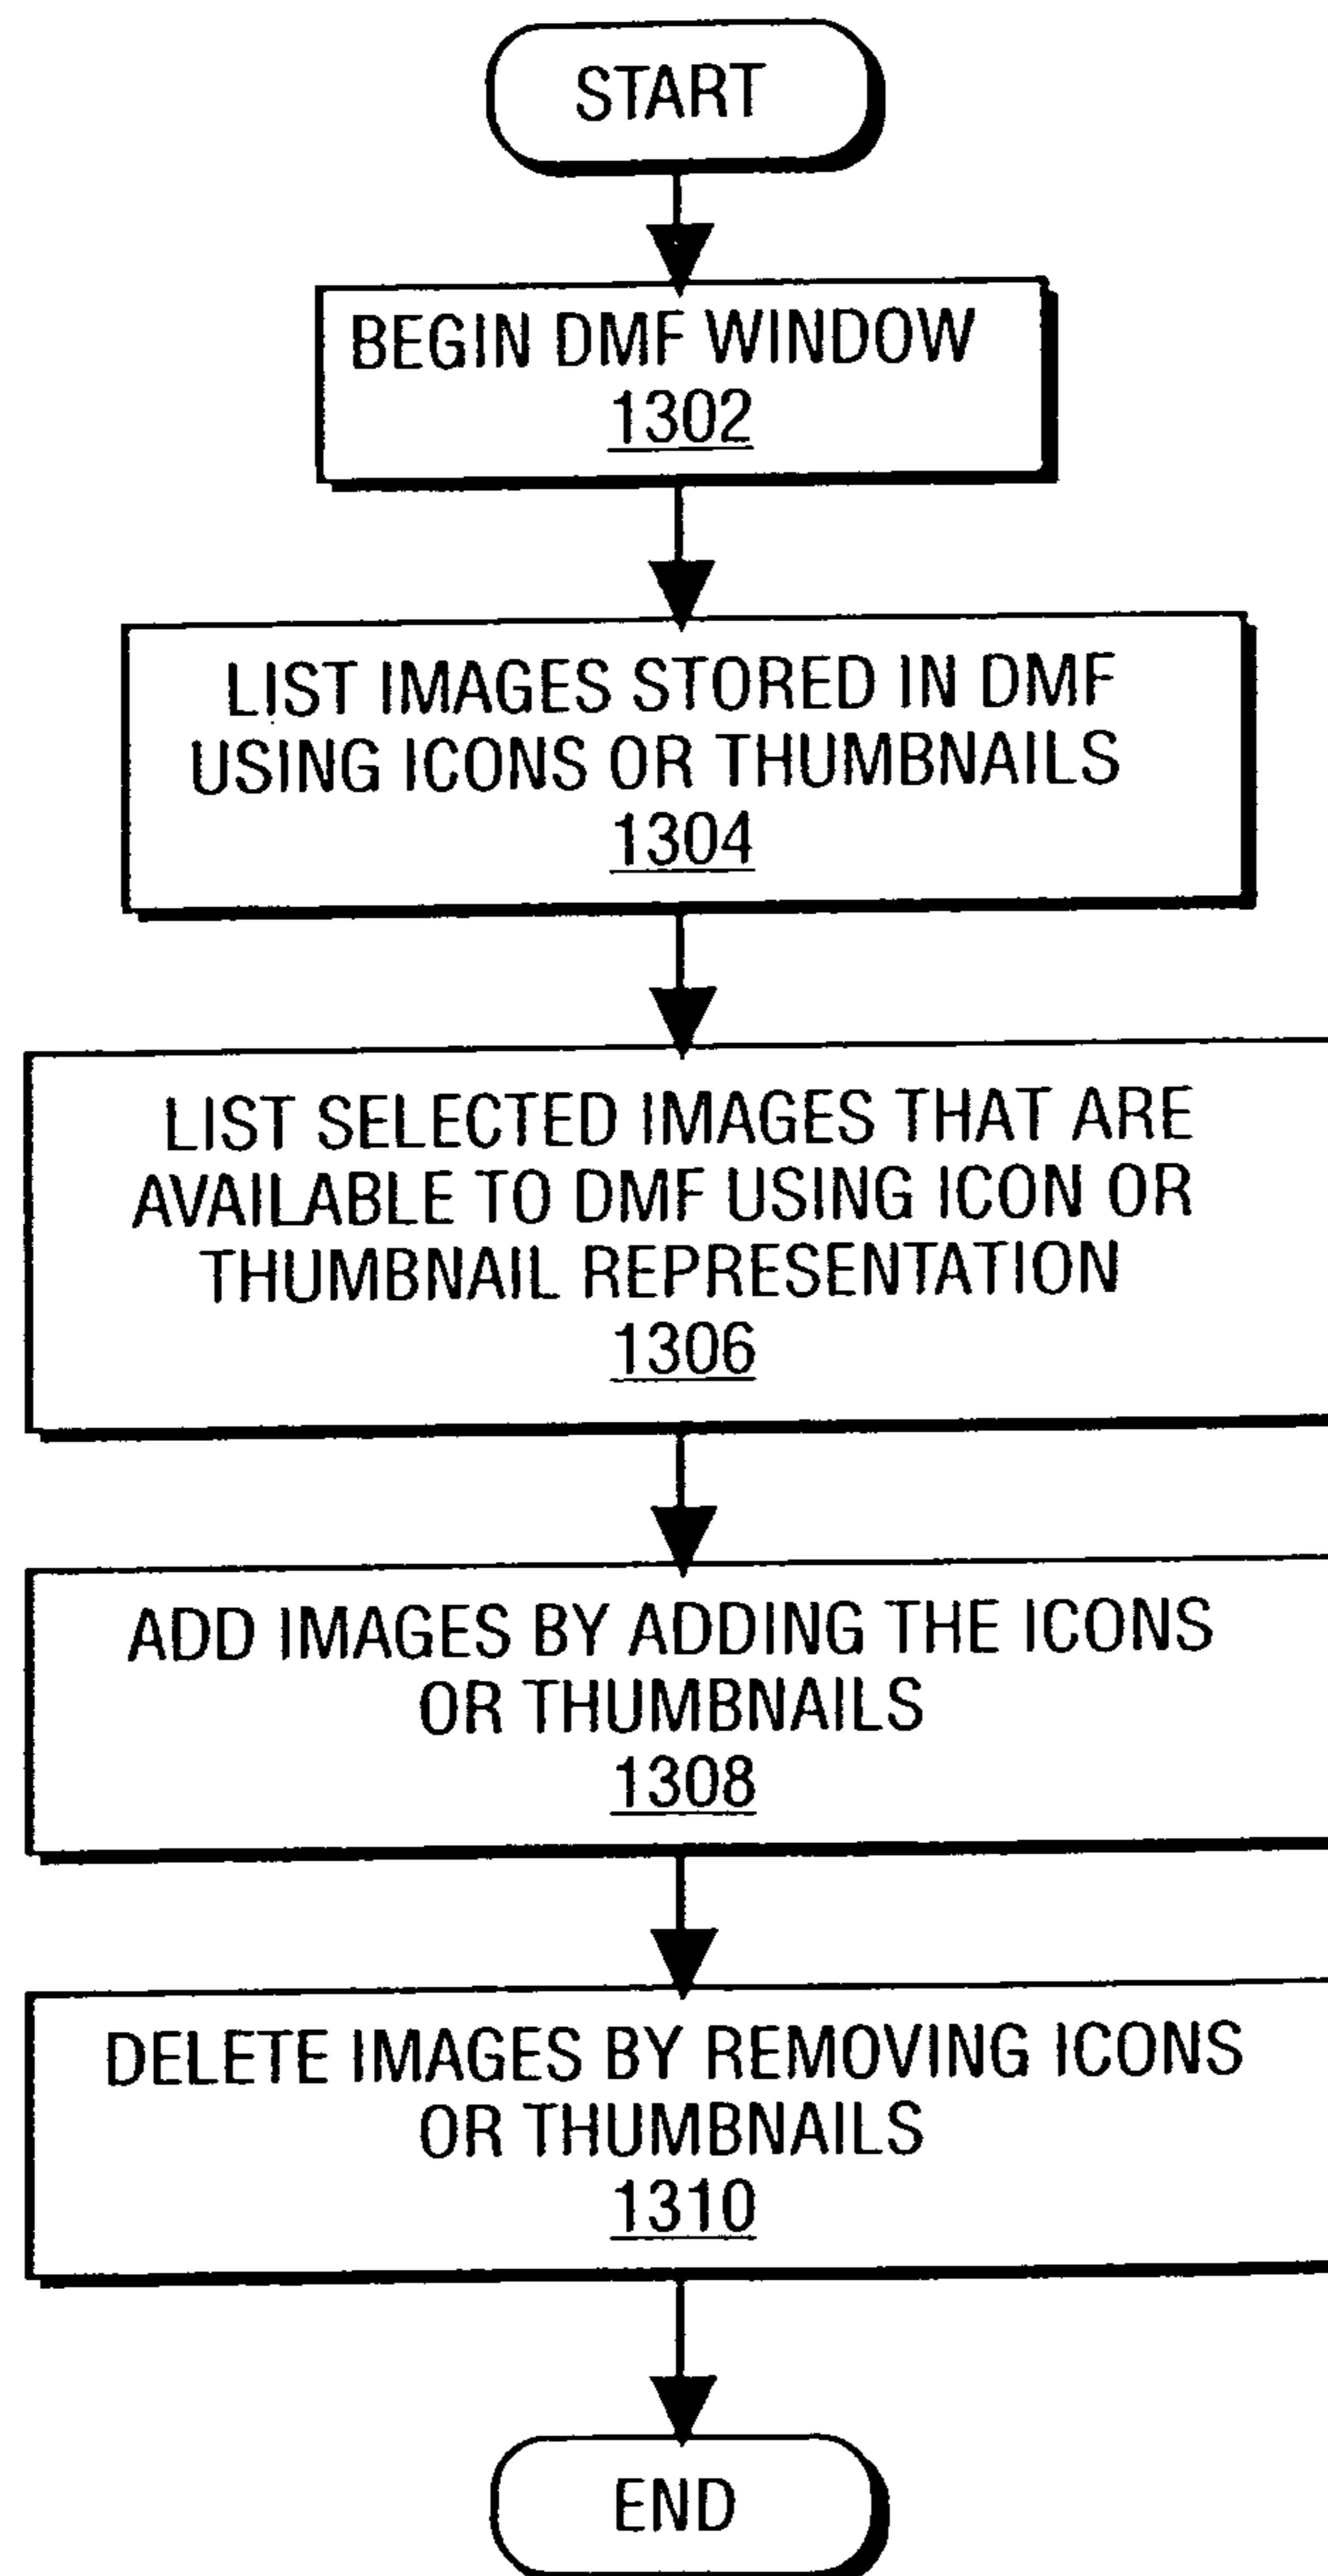 START
BEGIN DMF WINDOW
1302
LIST IMAGES STORED IN DMF
USING ICONS OR THUMBNAILS
1304
LIST SELECTED IMAGES THAT ARE
AVAILABLE TO DMF USING ICON OR
THUMBNAIL REPRESENTATION
1306
ADD IMAGES BY ADDING THE ICONS
OR THUMBNAILS
1308
DELETE IMAGES BY REMOVING ICONS
OR THUMBNAILS
1310
END